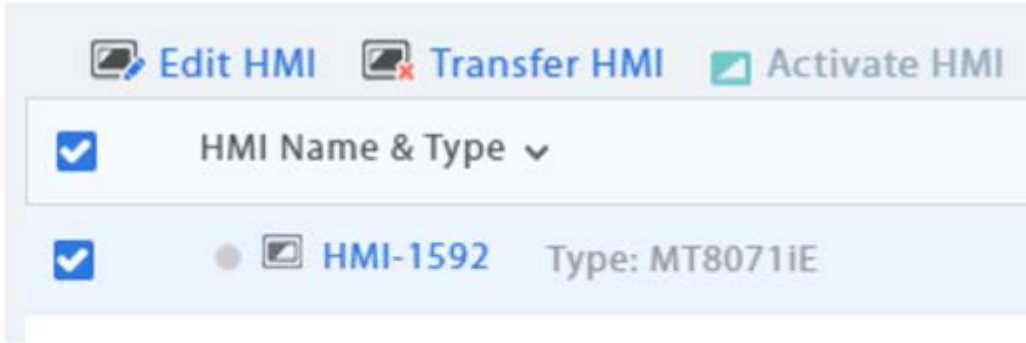 Edit HMI Transfer HMI Activate HMI
HMI Name & Type
HMI-1592 Type: MT8071iE